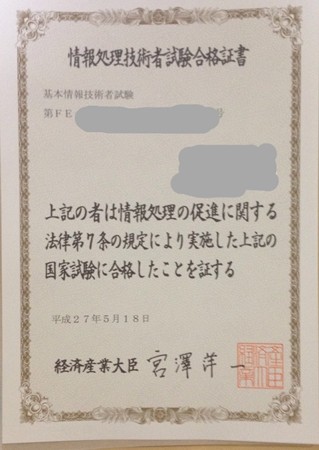 情報処理技術者試験合格証書
基本情報技術者試験
第FE 号
上記の者は情報処理の促進に関する
法律第7条の規定により実施した上記の
国家試験に合格したことを証する
平成27年5月18日
経済産業大臣 宮澤洋一